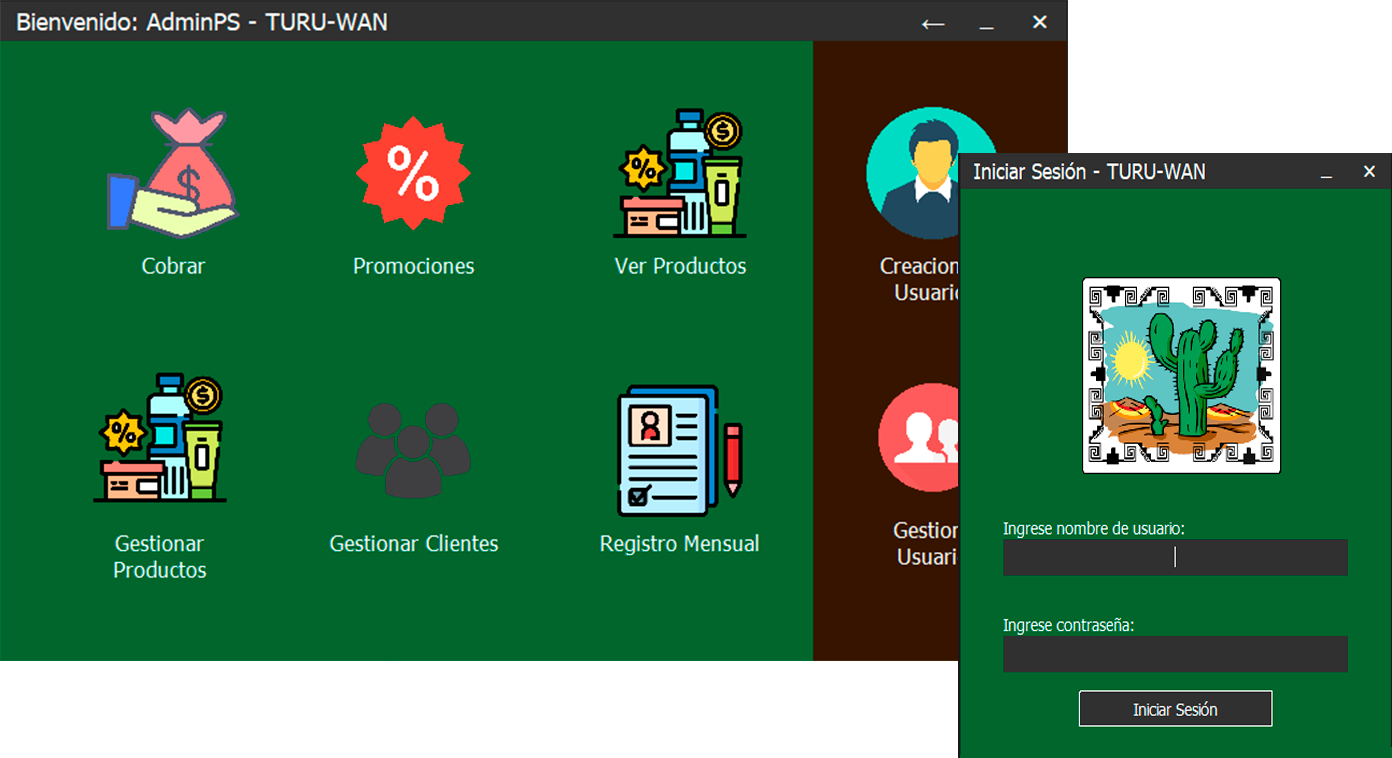 Bienvenido: AdminPS - TURU-WAN
Cobrar
Promociones
Ver Productos
Creacion
Usuario
Gestionar
Productos
Gestionar Clientes
Registro Mensual
Gestion
Usuari
Iniciar Sesión - TURU-WAN
Ingrese nombre de usuario:
Ingrese contraseña:
Iniciar Sesión